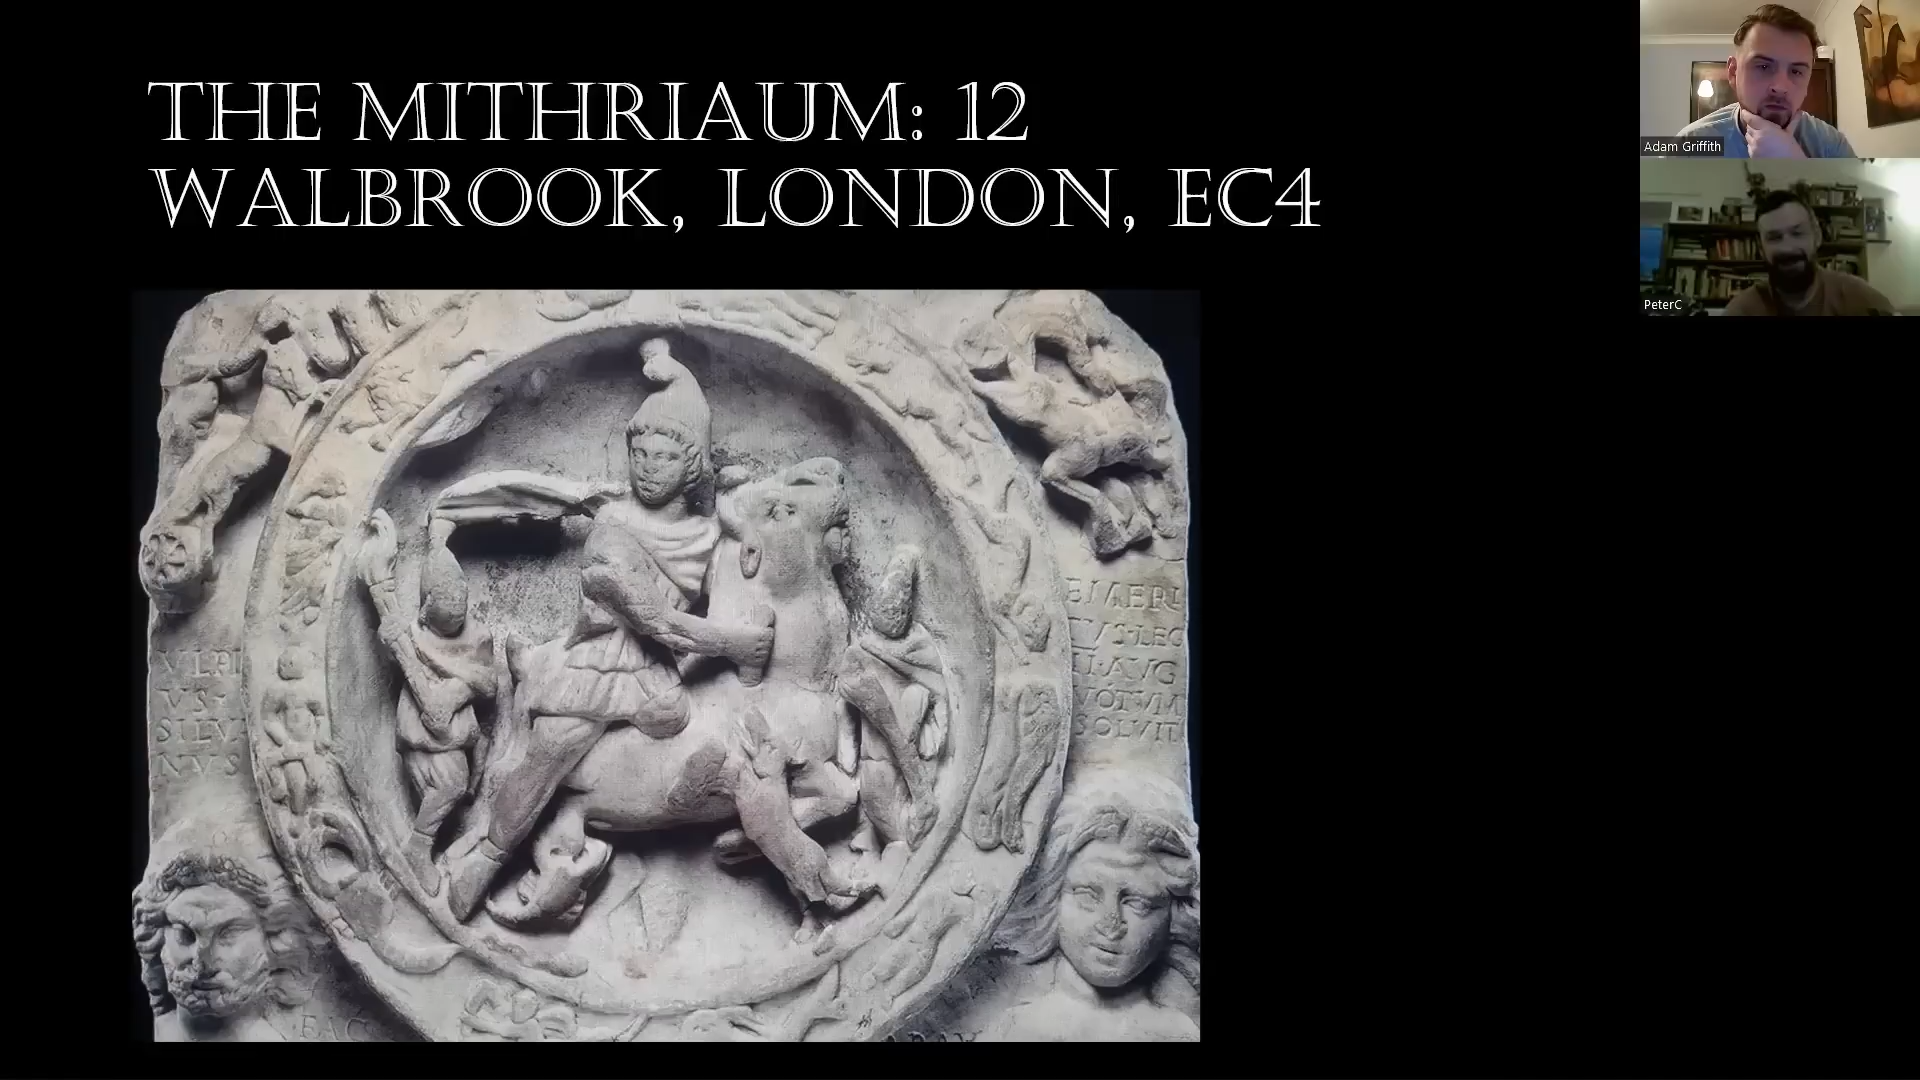 THE MITHRIAUM: 12
WALBROOK, LONDON, EC4
Adam Griffith
PeterC
VLPI
VS
SILV
NVS
EMERI
TVS·LEG
II·AVG
VOTVM
SOLVIT